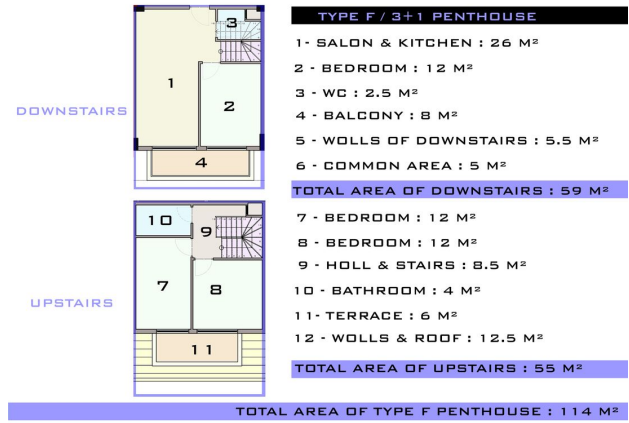 TYPE F / 3+1 PENTHOUSE
1- SALON & KITCHEN : 26 M²
2 - BEDROOM : 12 M²
3 - WC : 2.5 M²
4 - BALCONY : 8 M²
5 - WOLLS OF DOWNSTAIRS : 5.5 M²
6 - COMMON AREA : 5 M²
TOTAL AREA OF DOWNSTAIRS : 59 M²
DOWNSTAIRS
3
1
2
4
7 - BEDROOM : 12 M²
8 - BEDROOM : 12 M²
9 - HOLL & STAIRS : 8.5 M²
10 - BATHROOM : 4 M²
11- TERRACE : 6 M²
12 - WOLLS & ROOF : 12.5 M²
TOTAL AREA OF UPSTAIRS : 55 M²
UPSTAIRS
10
9
7
8
11
TOTAL AREA OF TYPE F PENTHOUSE : 114 M²